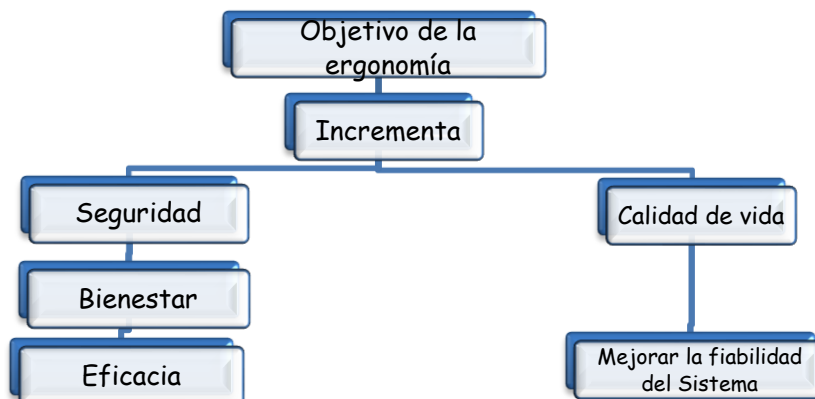 Objetivo de la
ergonomía
Incrementa
Seguridad
Calidad de vida
Bienestar
Eficacia
Mejorar la fiabilidad
del Sistema